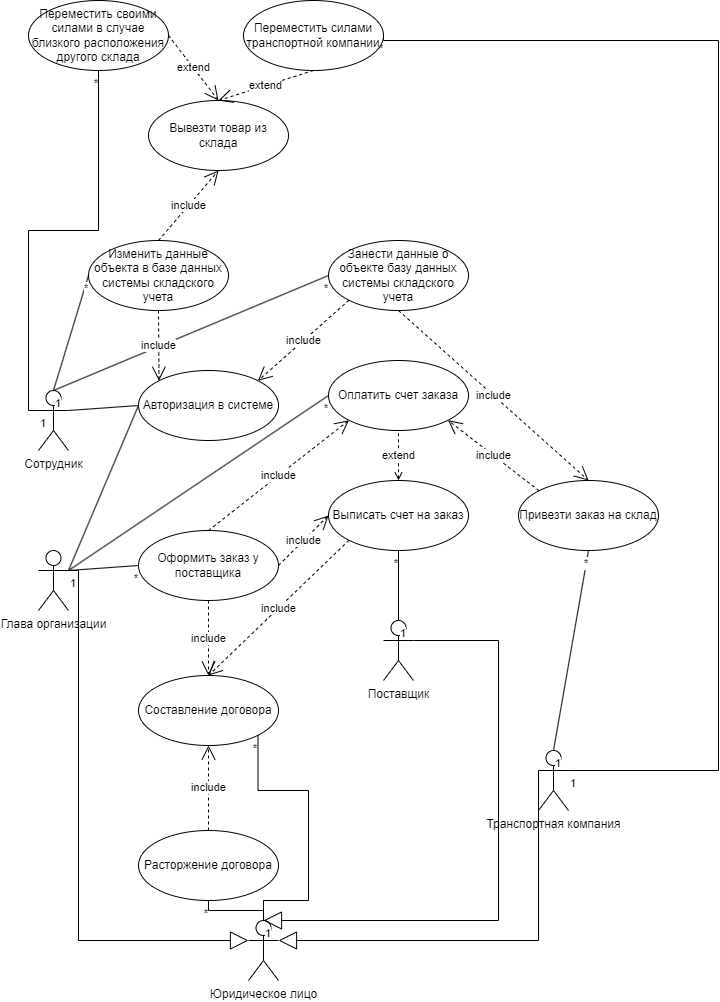 Переместить своими
силами в случае
близкого расположения
другого склада
Переместить силами
транспортной компании
*
*
extend
extend
Вывезти товар из
склада
include
Изменить данные
объекта в базе данных
системы складского
учета
*
Занести данные о
объекте базу данных
системы складского
учета
*
include
include
include
1
1
Сотрудник
Авторизация в системе
Оплатить счет заказа
*
extend
include
include
Выписать счет на заказ
Привезти заказ на склад
*
*
include
include
include
Оформить заказ у
поставщика
*
1
Глава организации
include
1
Поставщик
Составление договора
*
include
1
1
Транспортная компания
Расторжение договора
*
1
Юридическое лицо